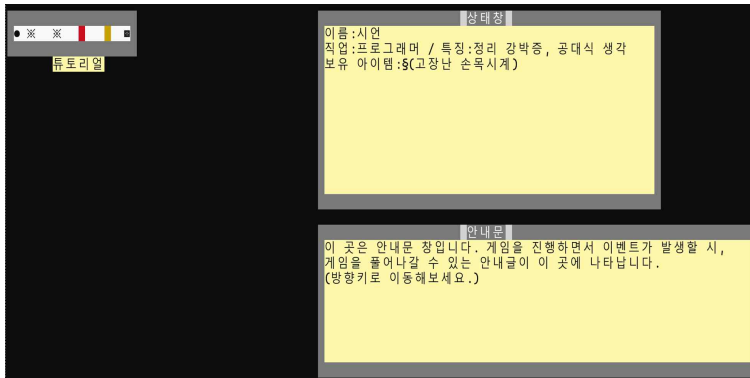 ● ※ ※
튜토리얼
상태창
이름:시언
직업:프로그래머 / 특징:정리 강박증, 공대식 생각
보유 아이템:§(고장난 손목시계)
안내문
이 곳은 안내문 창입니다. 게임을 진행하면서 이벤트가 발생할 시,
게임을 풀어나갈 수 있는 안내글이 이 곳에 나타납니다.
(방향키로 이동해보세요.)